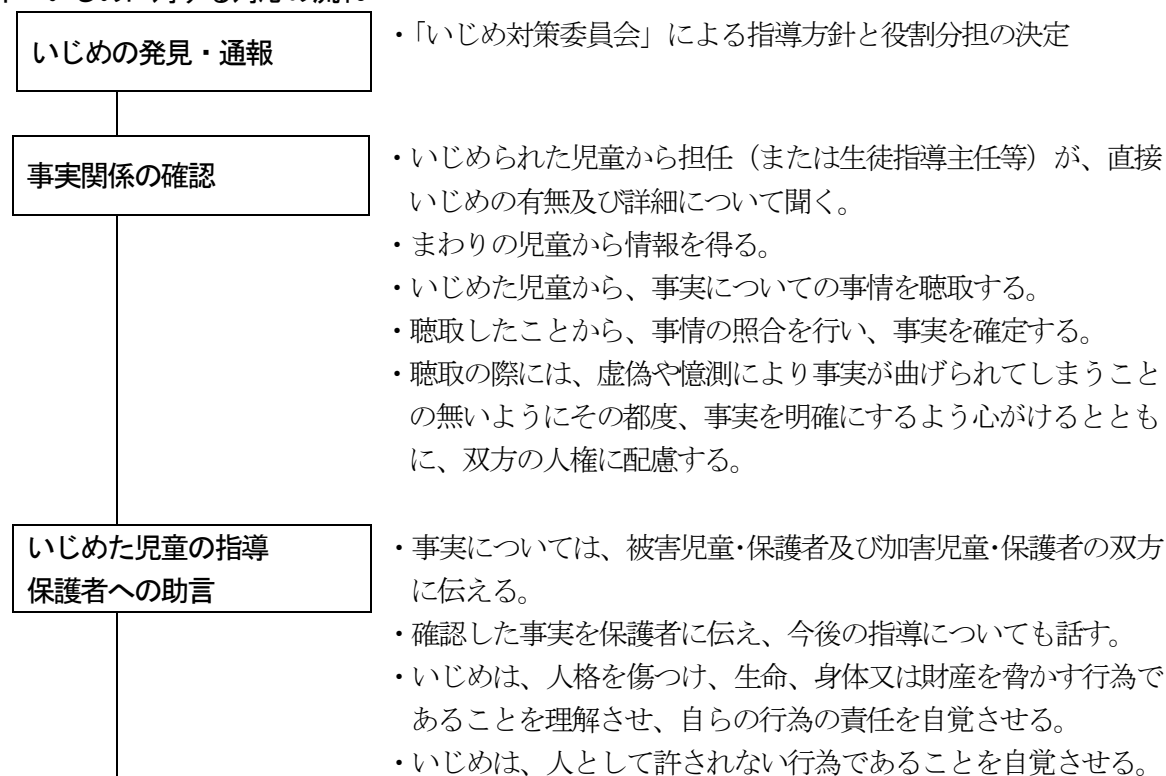 いじめの発見・通報
・「いじめ対策委員会」による指導方針と役割分担の決定
事実関係の確認
・いじめられた児童から担任（または生徒指導主任等）が、直接
いじめの有無及び詳細について聞く。
・まわりの児童から情報を得る。
・いじめた児童から、事実についての事情を聴取する。
・聴取したことから、事情の照合を行い、事実を確定する。
・聴取の際には、虚偽や憶測により事実が曲げられてしまうこと
の無いようにその都度、事実を明確にするよう心がけるととも
に、双方の人権に配慮する。
いじめた児童の指導
保護者への助言
・事実については、被害児童･保護者及び加害児童･保護者の双方
に伝える。
・確認した事実を保護者に伝え、今後の指導についても話す。
・いじめは、人格を傷つけ、生命、身体又は財産を脅かす行為で
あることを理解させ、自らの行為の責任を自覚させる。
・いじめは、人として許されない行為であることを自覚させる。